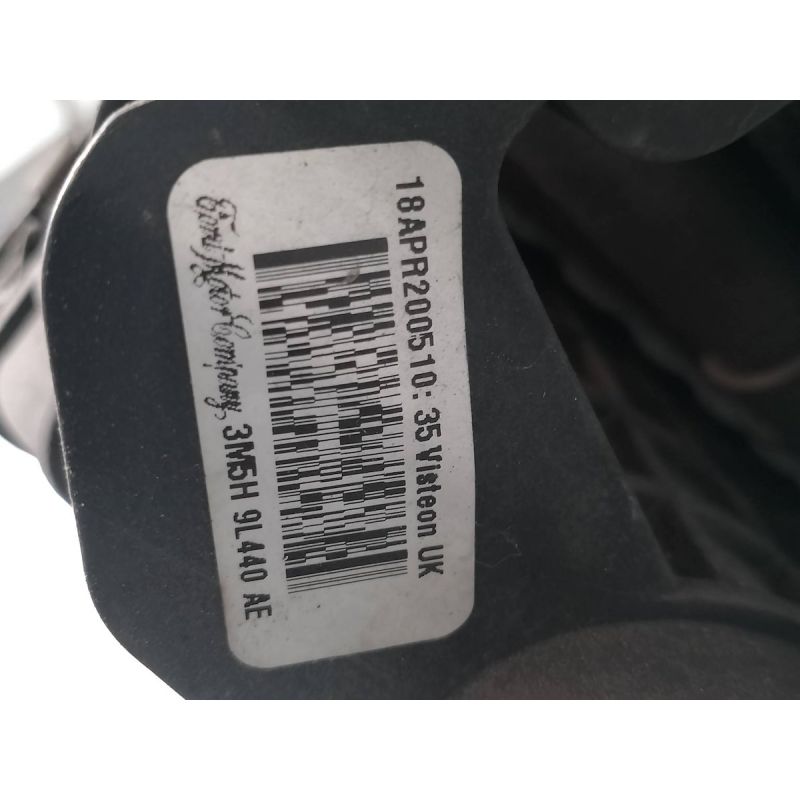 18APR200510:35 Visteon UK
Ford Motor Company 3M5H 9L440 AE